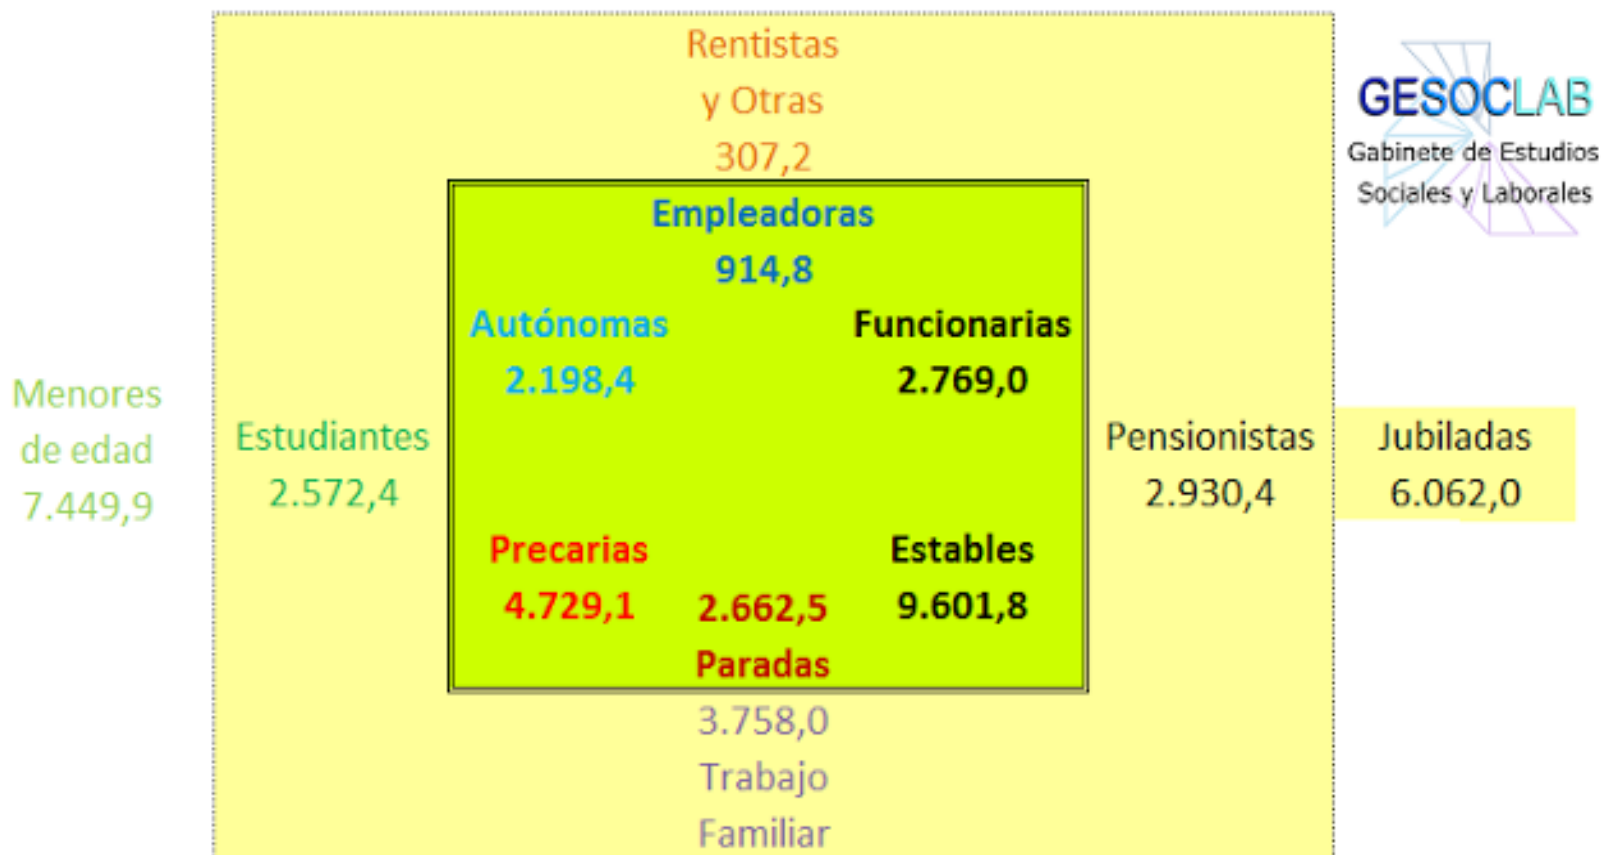 Rentistas
y Otras
307,2
GESOCLAB
Gabinete de Estudios
Sociales y Laborales
Empleadoras
914,8
Autónomas
2.198,4
Funcionarias
2.769,0
Menores
de edad
7.449,9
Estudiantes
2.572,4
Pensionistas
2.930,4
Jubiladas
6.062,0
Precarias
4.729,1
Estables
9.601,8
2.662,5
Paradas
3.758,0
Trabajo
Familiar